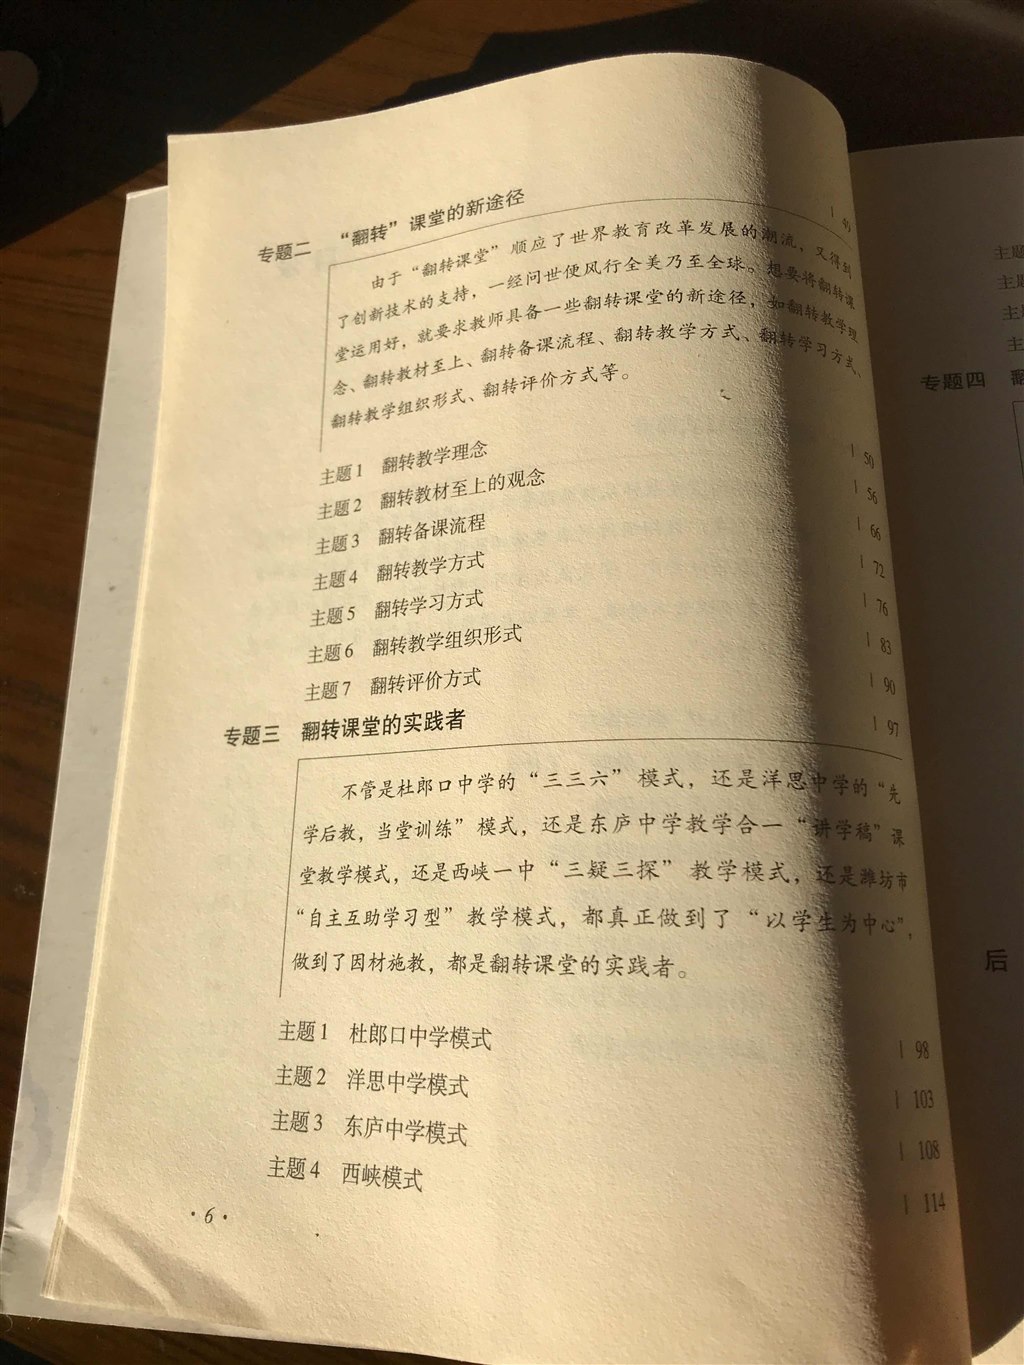 专题二 “翻转”课堂的新途径 | 49
由于“翻转课堂”顺应了世界教育改革发展的潮流，又得到
了创新技术的支持，一经问世便风行全美乃至全球。想要将翻转课
堂运用好，就要求教师具备一些翻转课堂的新途径，如翻转教学理
念、翻转教材至上、翻转备课流程、翻转教学方式、翻转学习方式、
翻转教学组织形式、翻转评价方式等。
主题1 翻转教学理念 | 50
主题2 翻转教材至上的观念 | 56
主题3 翻转备课流程 | 66
主题4 翻转教学方式 | 72
主题5 翻转学习方式 | 76
主题6 翻转教学组织形式 | 83
主题7 翻转评价方式 | 90
专题三 翻转课堂的实践者 | 97
不管是杜郎口中学的“三三六”模式，还是洋思中学的“先
学后教，当堂训练”模式，还是东庐中学教学合一“讲学稿”课
堂教学模式，还是西峡一中“三疑三探”教学模式，还是潍坊市
“自主互助学习型”教学模式，都真正做到了“以学生为中心”，
做到了因材施教，都是翻转课堂的实践者。
主题1 杜郎口中学模式 | 98
主题2 洋思中学模式 | 103
主题3 东庐中学模式 | 108
主题4 西峡模式 | 114
·6·
主题
主题
主题
主
专题四
后